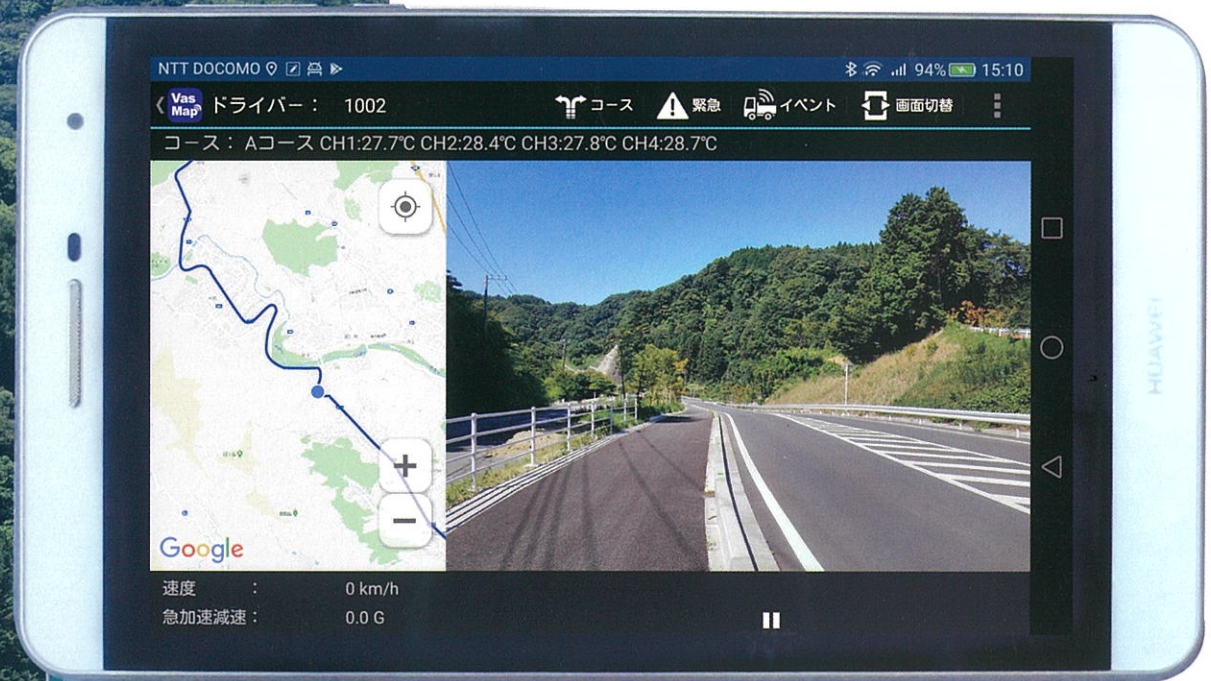 NTT DOCOMO 94% 15:10
Vas Map ドライバー： 1002 コース 緊急 イベント 画面切替
コース： Aコース CH1:27.7℃ CH2:28.4℃ CH3:27.8℃ CH4:28.7℃
Google
速度 ： 0 km/h
急加速減速： 0.0 G
HUAWEI